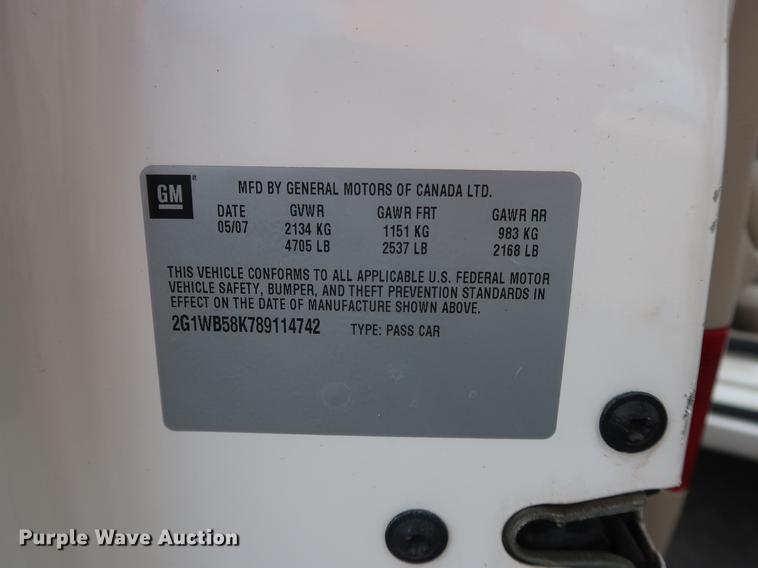 GM
MFD BY GENERAL MOTORS OF CANADA LTD.
DATE GVWR GAWR FRT GAWR RR
05/07 2134 KG 1151 KG 983 KG
4705 LB 2537 LB 2168 LB
THIS VEHICLE CONFORMS TO ALL APPLICABLE U.S. FEDERAL MOTOR
VEHICLE SAFETY, BUMPER, AND THEFT PREVENTION STANDARDS IN
EFFECT ON THE DATE OF MANUFACTURE SHOWN ABOVE.
2G1WB58K789114742 TYPE: PASS CAR
Purple Wave Auction